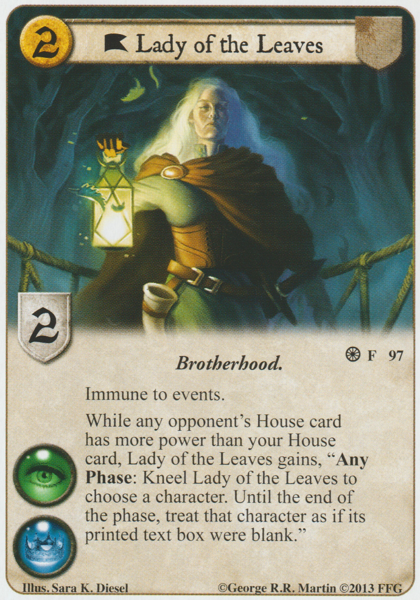 2
Lady of the Leaves
2
Brotherhood.
F 97
Immune to events.
While any opponent's House card
has more power than your House
card, Lady of the Leaves gains, “Any
Phase: Kneel Lady of the Leaves to
choose a character. Until the end of
the phase, treat that character as if its
printed text box were blank.”
Illus. Sara K. Diesel
©George R.R. Martin ©2013 FFG